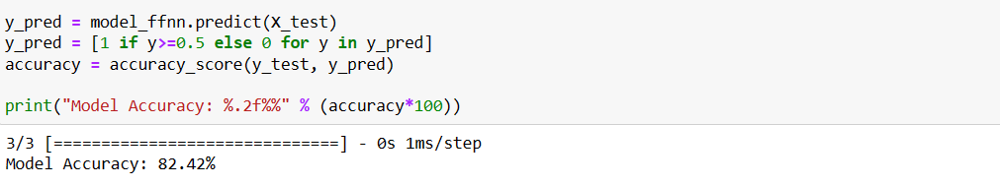 y_pred = model_ffnn.predict(X_test)
y_pred = [1 if y>=0.5 else 0 for y in y_pred]
accuracy = accuracy_score(y_test, y_pred)
print("Model Accuracy: %.2f%%" % (accuracy*100))
3/3 [==============================] - 0s 1ms/step
Model Accuracy: 82.42%